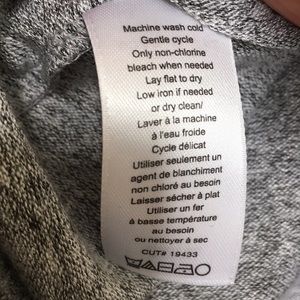 Machine wash cold
Gentle cycle
Only non-chlorine
bleach when needed
Lay flat to dry
Low iron if needed
or dry clean/
Laver à la machine
à l'eau froide
Cycle délicat
Utiliser seulement un
agent de blanchiment
non chloré au besoin
Laisser sécher à plat
Utiliser un fer
à basse température
au besoin
ou nettoyer à sec
CUT# 19433